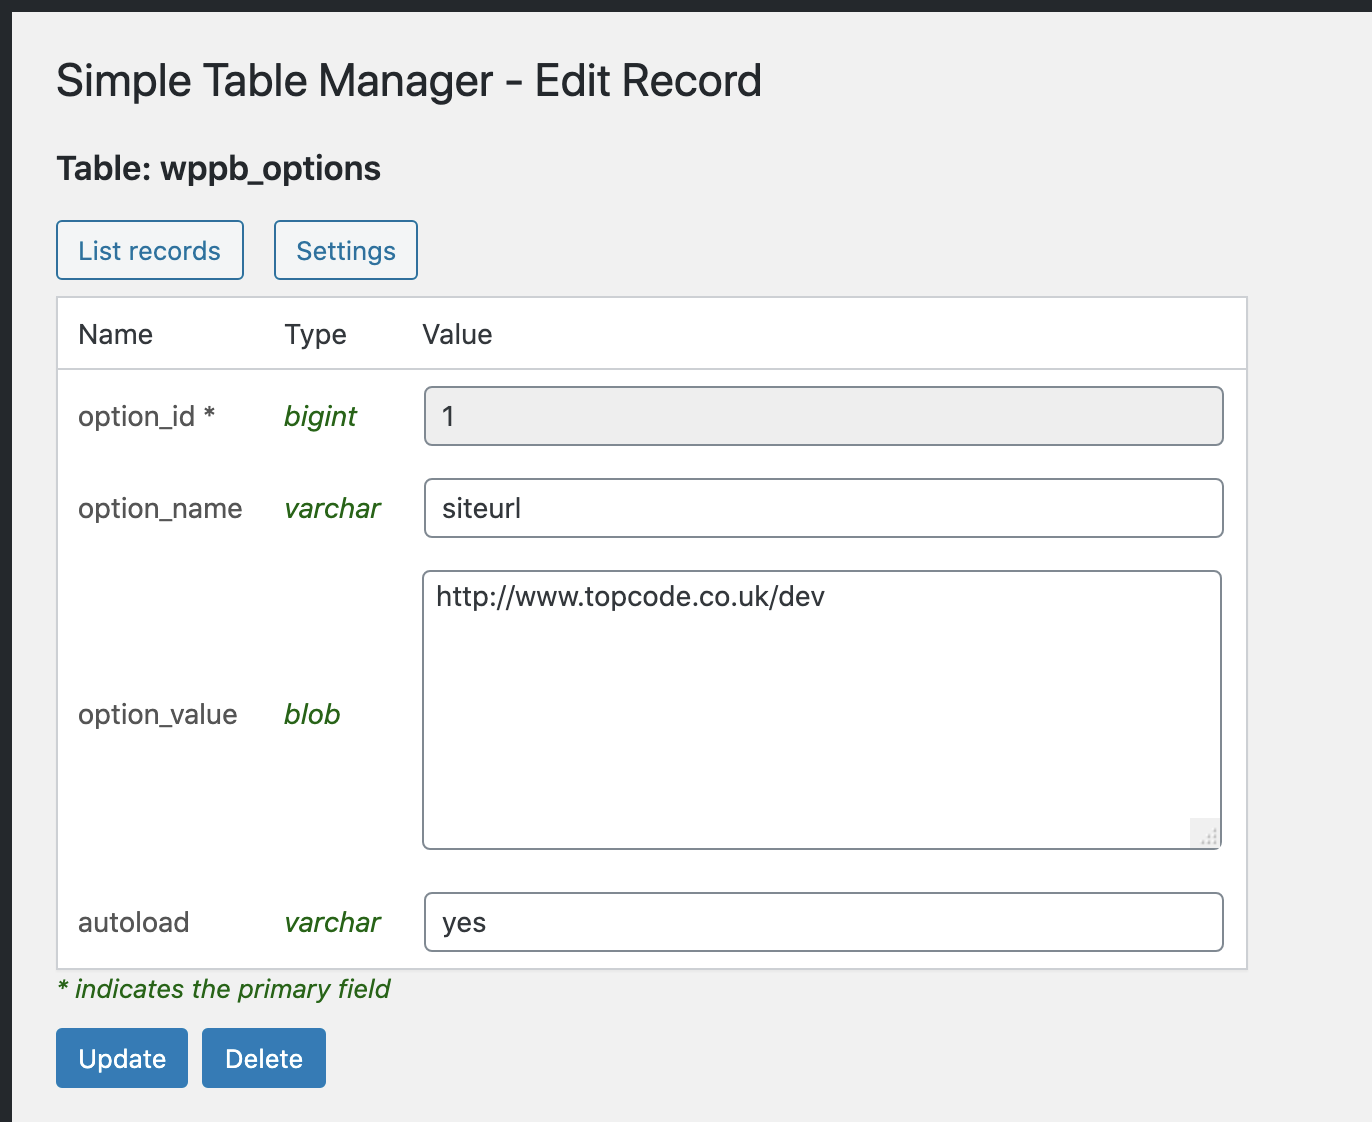 Simple Table Manager - Edit Record
Table: wppb_options
List records Settings
Name Type Value
option_id * bigint 1
option_name varchar siteurl
http://www.topcode.co.uk/dev
option_value blob
autoload varchar yes
* indicates the primary field
Update Delete